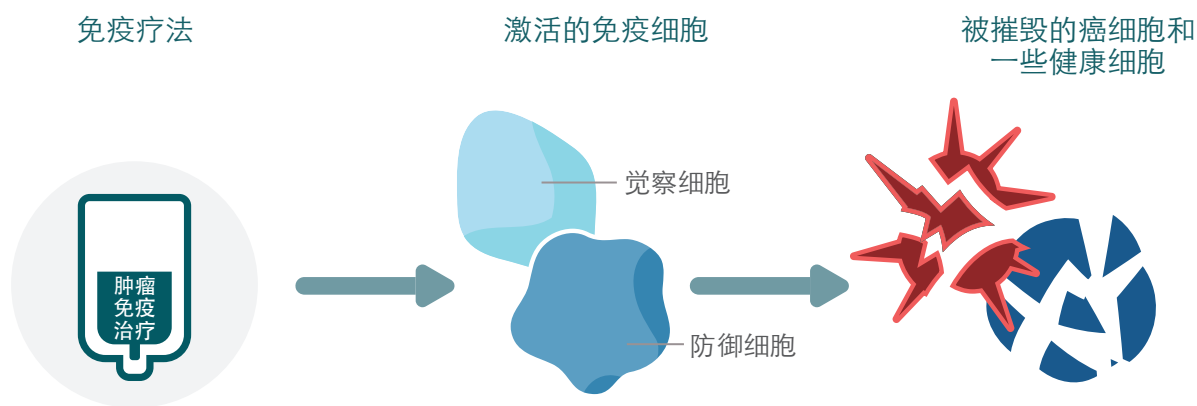 免疫疗法
激活的免疫细胞
被摧毁的癌细胞和
一些健康细胞
觉察细胞
肿瘤
免疫
治疗
防御细胞